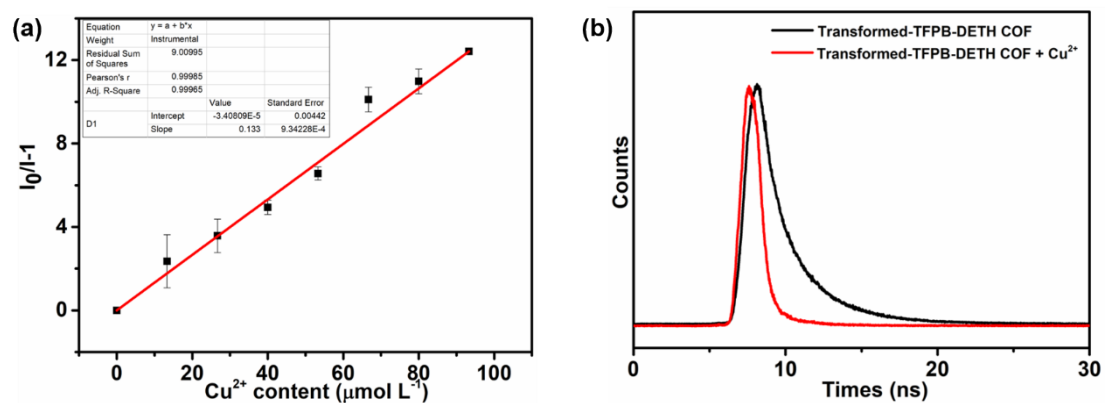 (a)
Equation y = a + b*x
Weight Instrumental
Residual Sum of Squares 9.00995
Pearson's r 0.99985
Adj. R-Square 0.99965
Value Standard Error
D1 Intercept -3.40809E-5 0.00442
Slope 0.133 9.34228E-4
12
8
4
0
I₀/I-1
0 20 40 60 80 100
Cu²⁺ content (μmol L⁻¹)
(b)
Transformed-TFPB-DETH COF
Transformed-TFPB-DETH COF + Cu²⁺
Counts
0 10 20 30
Times (ns)